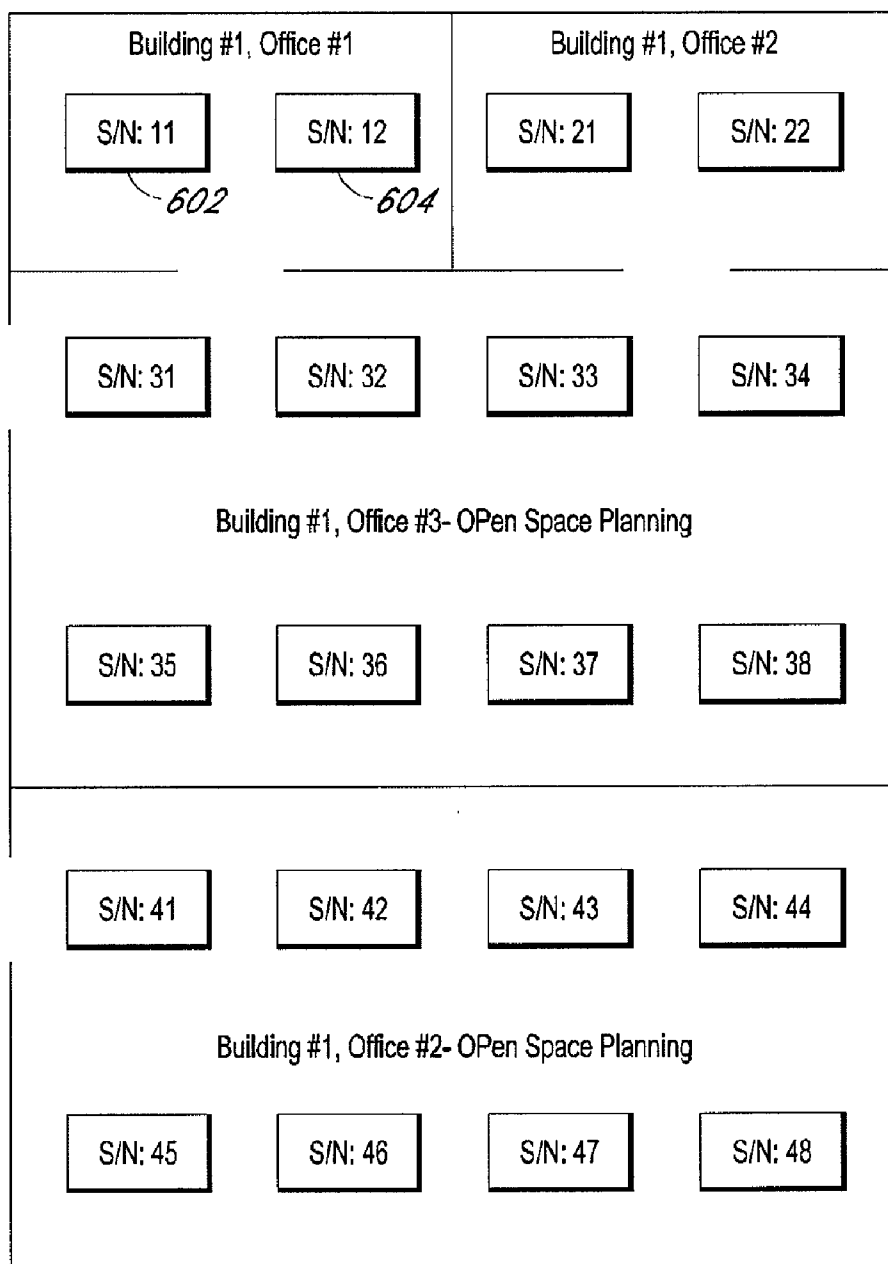 Building #1, Office #1
Building #1, Office #2
S/N: 11
S/N: 12
S/N: 21
S/N: 22
602
604
S/N: 31
S/N: 32
S/N: 33
S/N: 34
Building #1, Office #3- OPen Space Planning
S/N: 35
S/N: 36
S/N: 37
S/N: 38
S/N: 41
S/N: 42
S/N: 43
S/N: 44
Building #1, Office #2- OPen Space Planning
S/N: 45
S/N: 46
S/N: 47
S/N: 48